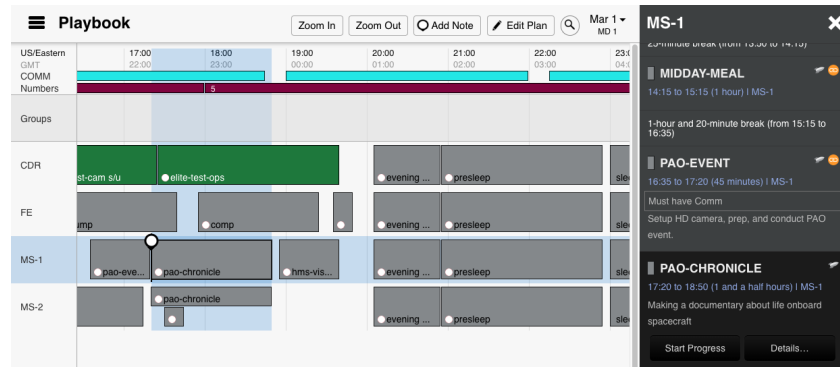 Playbook
Zoom In
Zoom Out
Add Note
Edit Plan
Mar 1
MD 1
US/Eastern 17:00 18:00 19:00 20:00 21:00 22:00
GMT 22:00 23:00 00:00 01:00 02:00 03:00
COMM
Numbers 5
Groups
CDR
st-cam s/u
elite-test-ops
evening ...
presleep
FE
comp
evening ...
presleep
MS-1
pao-eve...
pao-chronicle
hms-vis...
evening ...
presleep
MS-2
pao-chronicle
evening ...
presleep
MS-1
25-minute break (from 13:50 to 14:15)
MIDDAY-MEAL
14:15 to 15:15 (1 hour) | MS-1
1-hour and 20-minute break (from 15:15 to
16:35)
PAO-EVENT
16:35 to 17:20 (45 minutes) | MS-1
Must have Comm
Setup HD camera, prep, and conduct PAO
event.
PAO-CHRONICLE
17:20 to 18:50 (1 and a half hours) | MS-1
Making a documentary about life onboard
spacecraft
Start Progress
Details...